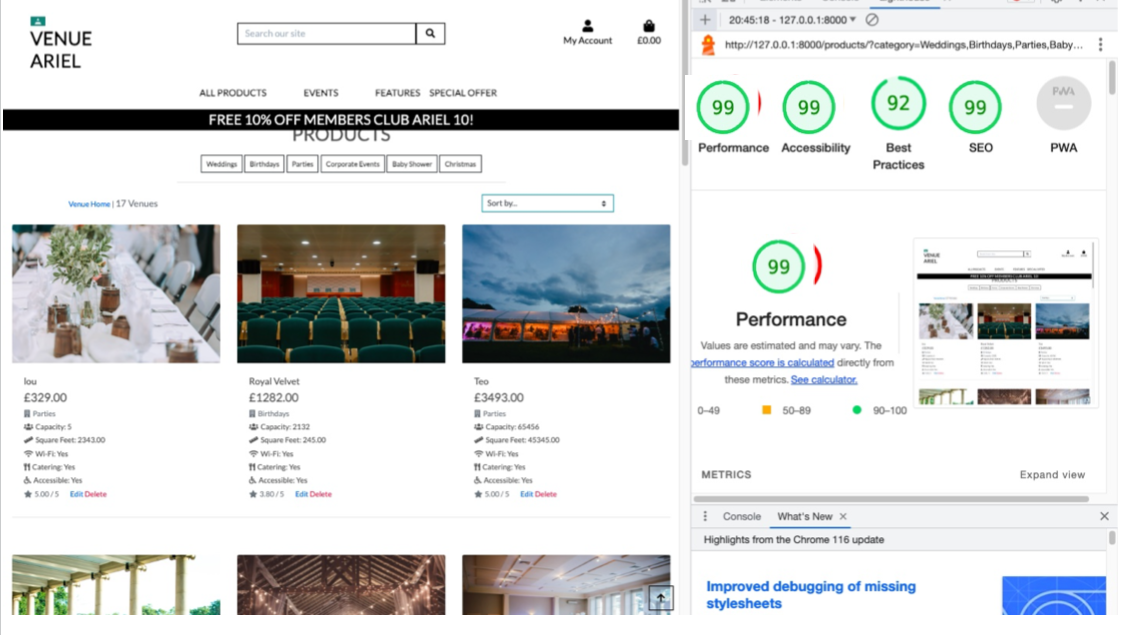 VENUE
ARIEL
Search our site
My Account
£0.00
ALL PRODUCTS EVENTS FEATURES SPECIAL OFFER
FREE 10% OFF MEMBERS CLUB ARIEL 10!
PRODUCTS
Weddings Birthdays Parties Corporate Events Baby Shower Christmas
Venue Home | 17 Venues
Sort by...
lou
£329.00
Parties
Capacity: 5
Square Feet: 2343.00
Wi-Fi: Yes
Catering: Yes
Accessible: Yes
5.00 / 5 Edit Delete
Royal Velvet
£1282.00
Birthdays
Capacity: 2132
Square Feet: 245.00
Wi-Fi: Yes
Catering: Yes
Accessible: Yes
3.80 / 5 Edit Delete
Teo
£3493.00
Parties
Capacity: 65456
Square Feet: 45345.00
Wi-Fi: Yes
Catering: Yes
Accessible: Yes
5.00 / 5 Edit Delete
20:45:18 - 127.0.0.1:8000
http://127.0.0.1:8000/products/?category=Weddings,Birthdays,Parties,Baby...
99 99 92 99 PWA
Performance Accessibility Best Practices SEO PWA
99
Performance
Values are estimated and may vary. The
performance score is calculated directly from
these metrics. See calculator.
0–49 50–89 90–100
METRICS Expand view
Console What's New
Highlights from the Chrome 116 update
Improved debugging of missing
stylesheets